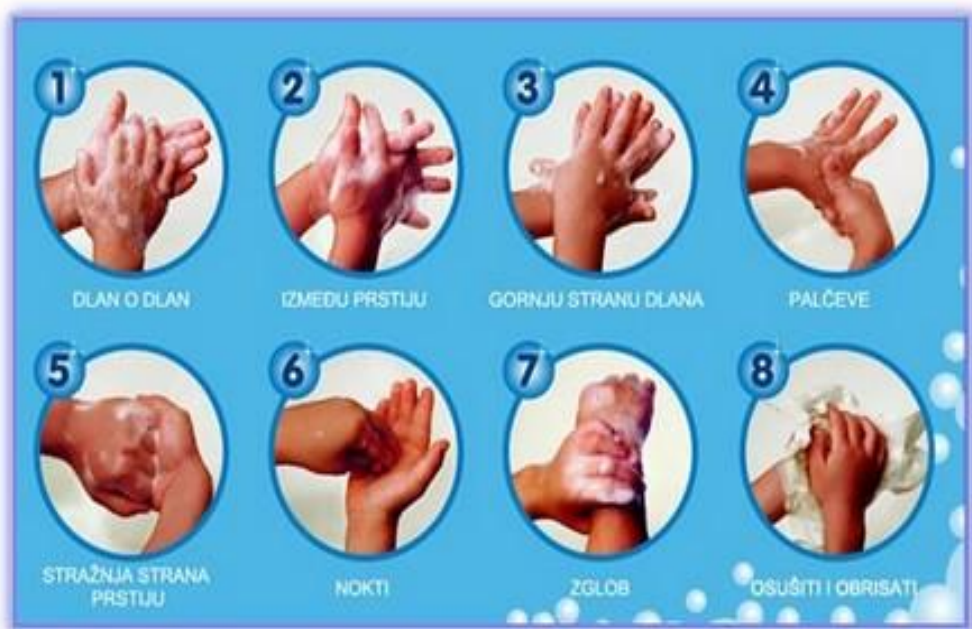 1
2
3
4
DLAN O DLAN
IZMEĐU PRSTIJU
GORNJU STRANU DLANA
PALČEVE
5
6
7
8
STRAŽNJA STRANA
PRSTIJU
NOKTI
ZGLOB
OSUŠITI I OBRISATI